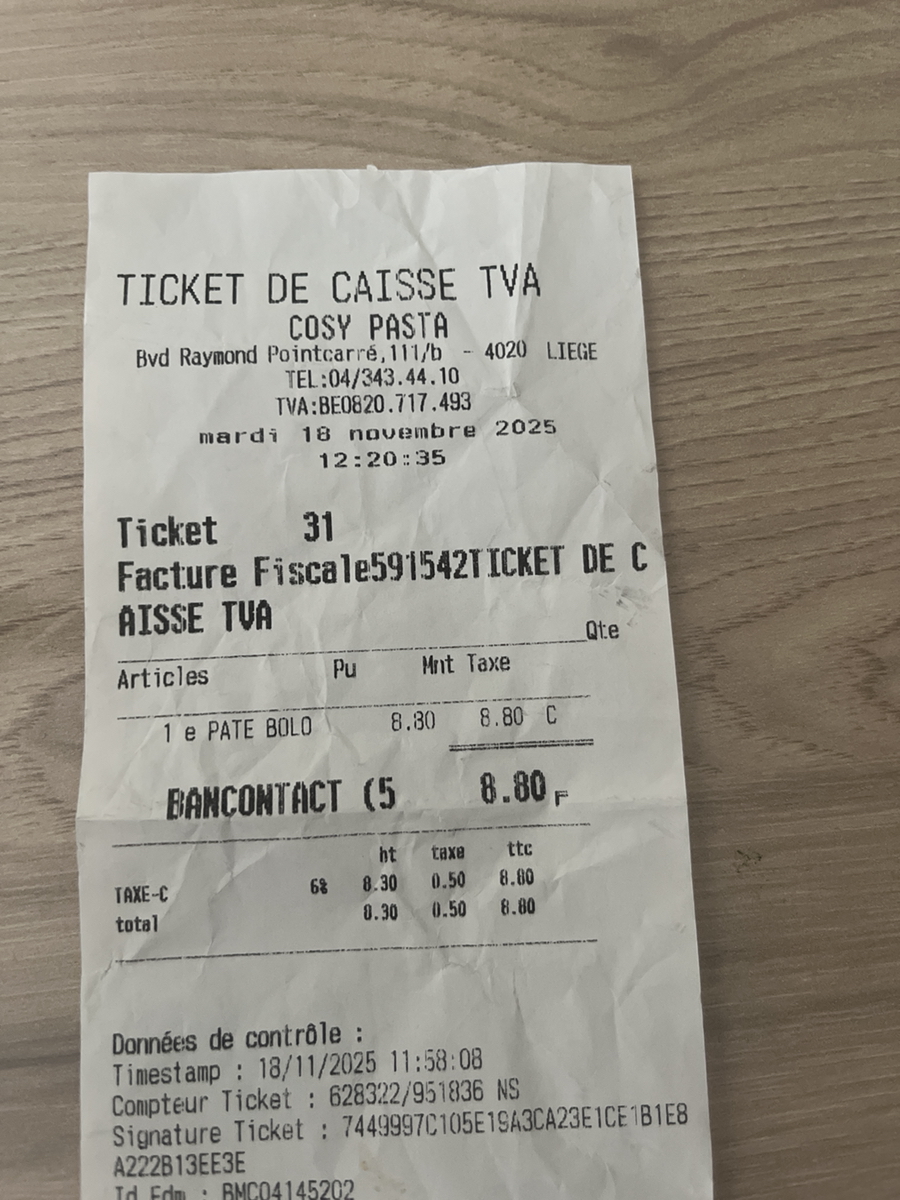 TICKET DE CAISSE TVA
COSY PASTA
Bvd Raymond Pointcarré,111/b - 4020 LIEGE
TEL:04/343.44.10
TVA:BE0820.717.493
mardi 18 novembre 2025
12:20:35
Ticket 31
Facture Fiscale591542TICKET DE C
AISSE TVA
Qte
Articles Pu Mnt Taxe
1 e PATE BOLO 8.80 8.80 C
BANCONTACT (5 8.80 F
ht taxe ttc
TAXE-C 6% 8.30 0.50 8.80
total 8.30 0.50 8.80
Données de contrôle :
Timestamp : 18/11/2025 11:58:08
Compteur Ticket : 628322/951836 NS
Signature Ticket : 7449997C105E19A3CA23E1CE1B1E8
A222B13EE3E
Id Fdm : BMC04145202